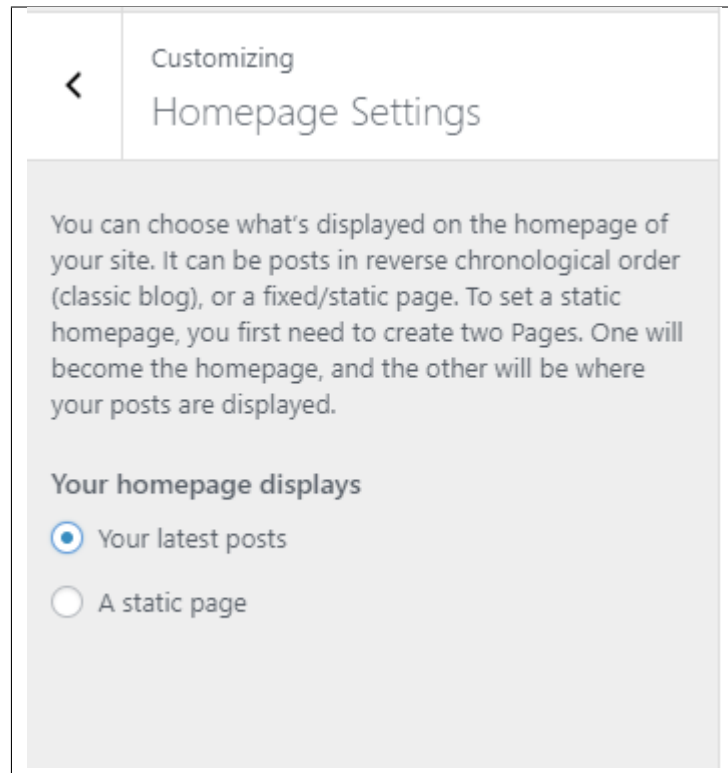 Customizing
Homepage Settings
You can choose what's displayed on the homepage of
your site. It can be posts in reverse chronological order
(classic blog), or a fixed/static page. To set a static
homepage, you first need to create two Pages. One will
become the homepage, and the other will be where
your posts are displayed.
Your homepage displays
Your latest posts
A static page